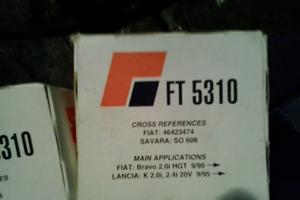 FT 5310
CROSS REFERENCES
FIAT: 46423474
SAVARA: SO 608
MAIN APPLICATIONS
FIAT: Bravo 2.0i HGT 9/95 →
LANCIA: K 2.0i, 2.4i 20V 9/95 →
5310